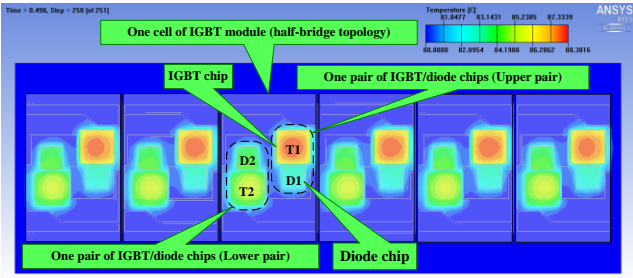 Time = 0.498, Step = 250 [of 251]
Temperature [C]
81.0477 83.1431 85.2385 87.3339
80.0000 82.0954 84.1908 86.2862 88.3816
ANSYS
R15.0
One cell of IGBT module (half-bridge topology)
IGBT chip
One pair of IGBT/diode chips (Upper pair)
T1
D2
D1
T2
One pair of IGBT/diode chips (Lower pair)
Diode chip